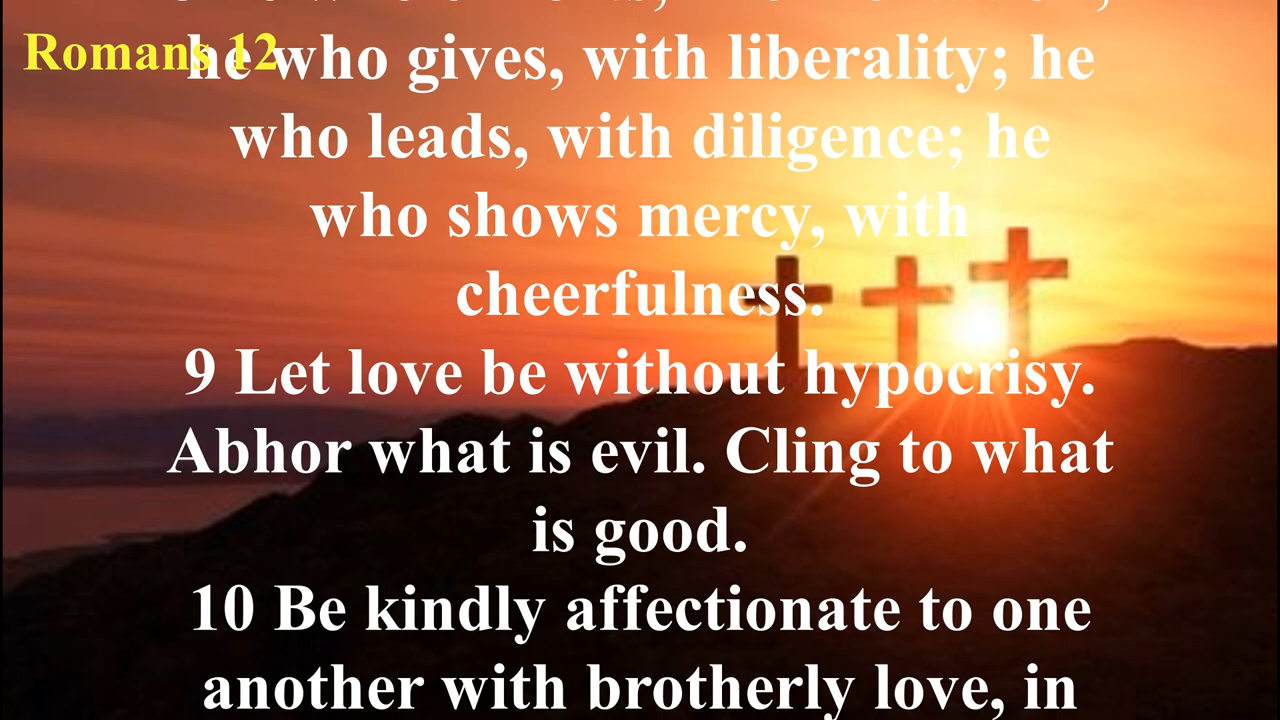 Romans 12
he who gives, with liberality; he
who leads, with diligence; he
who shows mercy, with
cheerfulness.
9 Let love be without hypocrisy.
Abhor what is evil. Cling to what
is good.
10 Be kindly affectionate to one
another with brotherly love, in